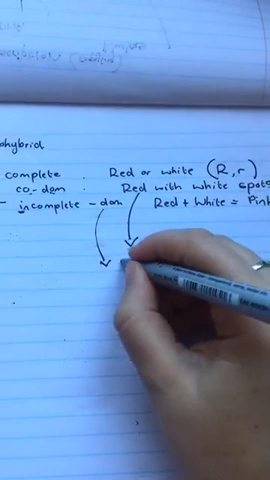 ohybrid
complete Red or white (R, r)
co-dom Red with white spots
- incomplete - dom Red + White = Pink